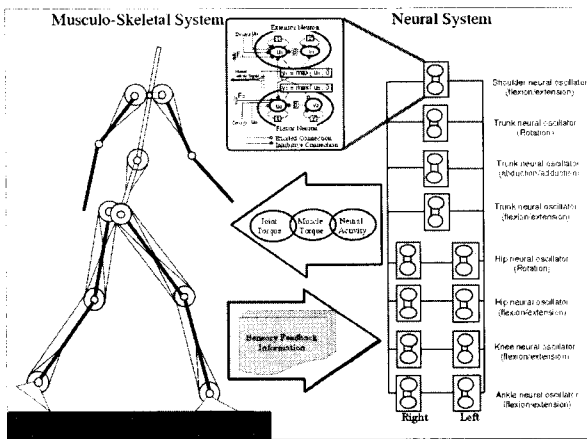 Musculo-Skeletal System
Neural System
Extensor Neuron
Flexor Neuron
Excited Connection
Inhibitory Connection
Shoulder neural oscillator
(flexion/extension)
Trunk neural oscillator
(Rotation)
Trunk neural oscillator
(abduction/adduction)
Trunk neural oscillator
(flexion/extension)
Joint
Torque
Muscle
Torque
Neural
Activity
Hip neural oscillator
(Rotation)
Hip neural oscillator
(flexion/extension)
Sensory Feedback
Information
Knee neural oscillator
(flexion/extension)
Ankle neural oscillator
(flexion/extension)
Right
Left